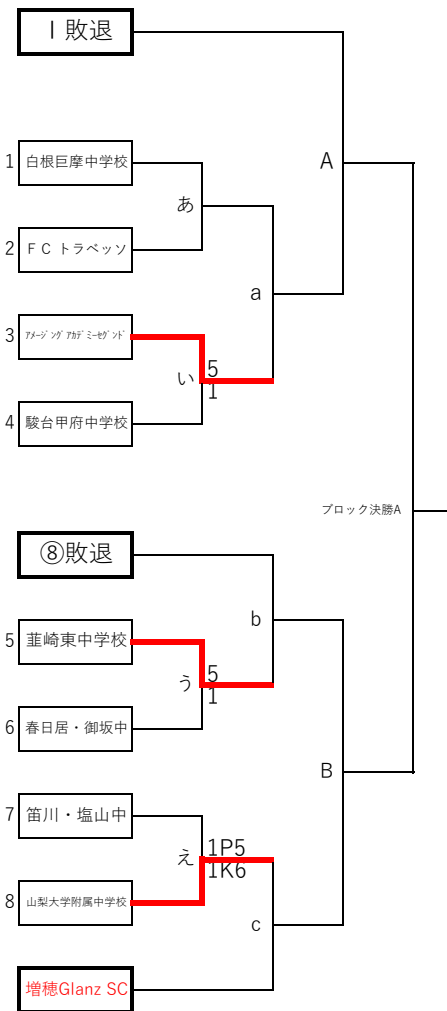 Ⅰ敗退
A
1 白根巨摩中学校
あ
2 ＦＣ トラベッソ
a
3 ｱﾒｰｼﾞﾝｸﾞｱｶﾃﾞﾐｰｾｸﾞﾝﾄﾞ
い 5
1
4 駿台甲府中学校
ブロック決勝A
⑧敗退
b
5 韮崎東中学校
う 5
1
6 春日居・御坂中
B
7 笛川・塩山中
え 1P5
1K6
8 山梨大学附属中学校
c
増穂Glanz SC